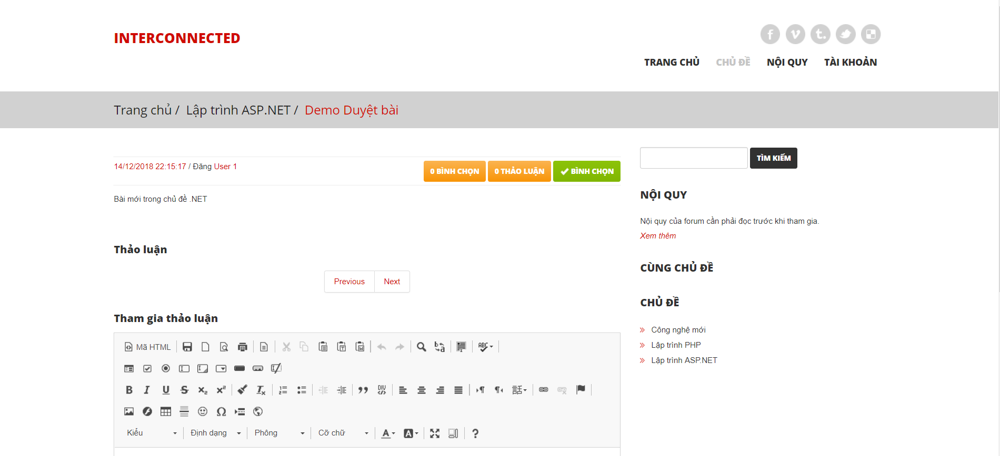 INTERCONNECTED
TRANG CHỦ CHỦ ĐỀ NỘI QUY TÀI KHOẢN
Trang chủ / Lập trình ASP.NET / Demo Duyệt bài
14/12/2018 22:15:17 / Đăng User 1
0 BÌNH CHỌN 0 THẢO LUẬN BÌNH CHỌN
Bài mới trong chủ đề .NET
Thảo luận
Previous Next
Tham gia thảo luận
Mã HTML
Kiểu Định dạng Phông Cỡ chữ
TÌM KIẾM
NỘI QUY
Nội quy của forum cần phải đọc trước khi tham gia.
Xem thêm
CÙNG CHỦ ĐỀ
CHỦ ĐỀ
Công nghệ mới
Lập trình PHP
Lập trình ASP.NET